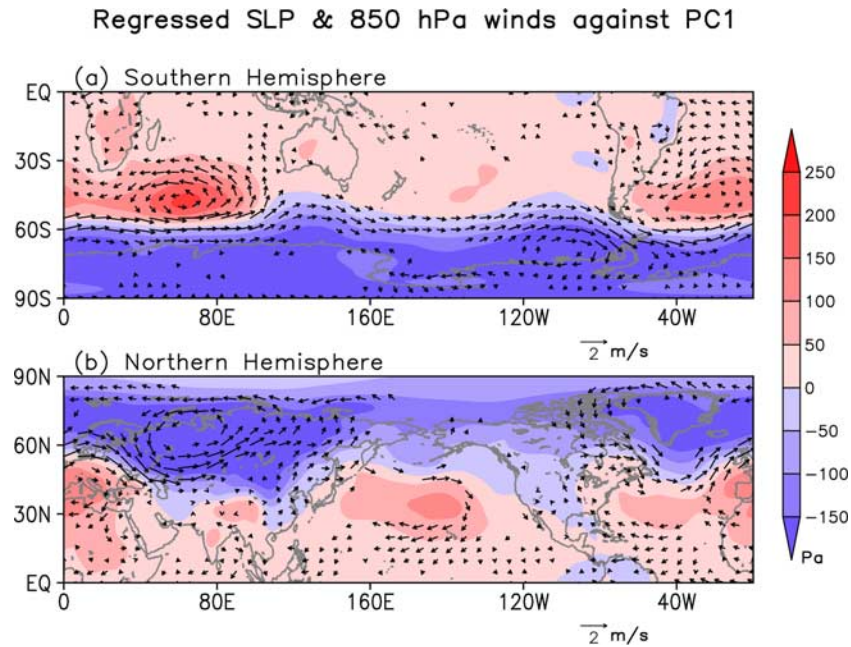 Regressed SLP & 850 hPa winds against PC1
(a) Southern Hemisphere
EQ
30S
60S
90S
0 80E 160E 120W 40W
2 m/s
(b) Northern Hemisphere
90N
60N
30N
EQ
0 80E 160E 120W 40W
2 m/s
250
200
150
100
50
0
−50
−100
−150
Pa